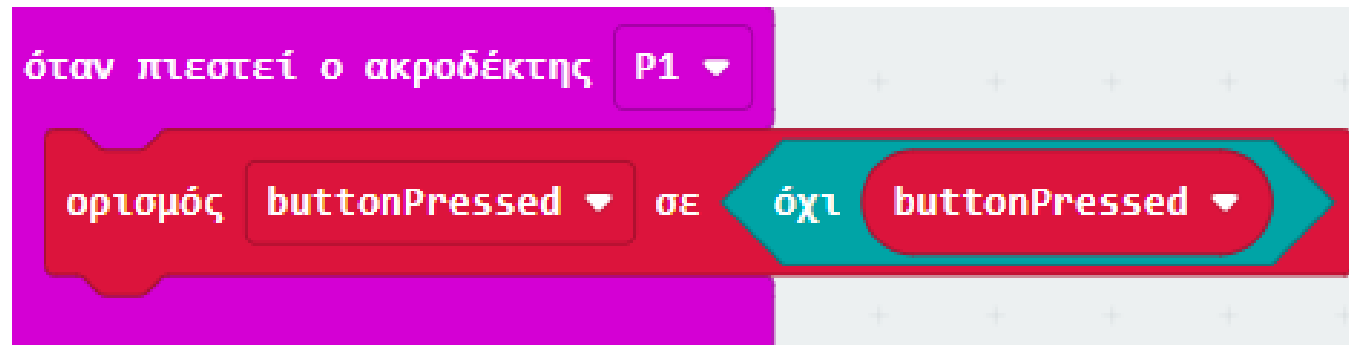 όταν πιεστεί ο ακροδέκτης P1
ορισμός buttonPressed σε όχι buttonPressed